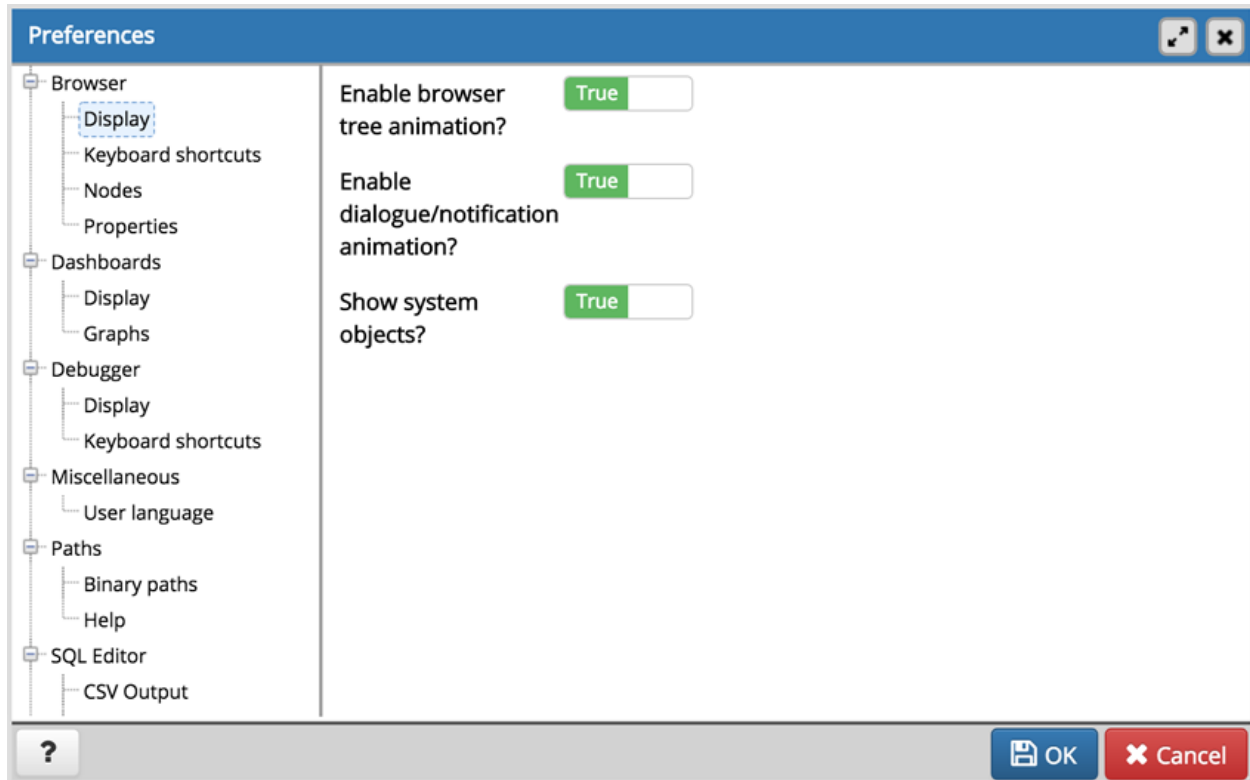 Preferences
Browser
Display
Keyboard shortcuts
Nodes
Properties
Dashboards
Display
Graphs
Debugger
Display
Keyboard shortcuts
Miscellaneous
User language
Paths
Binary paths
Help
SQL Editor
CSV Output
Enable browser
tree animation?
True
Enable
dialogue/notification
animation?
True
Show system
objects?
True
?
OK
Cancel